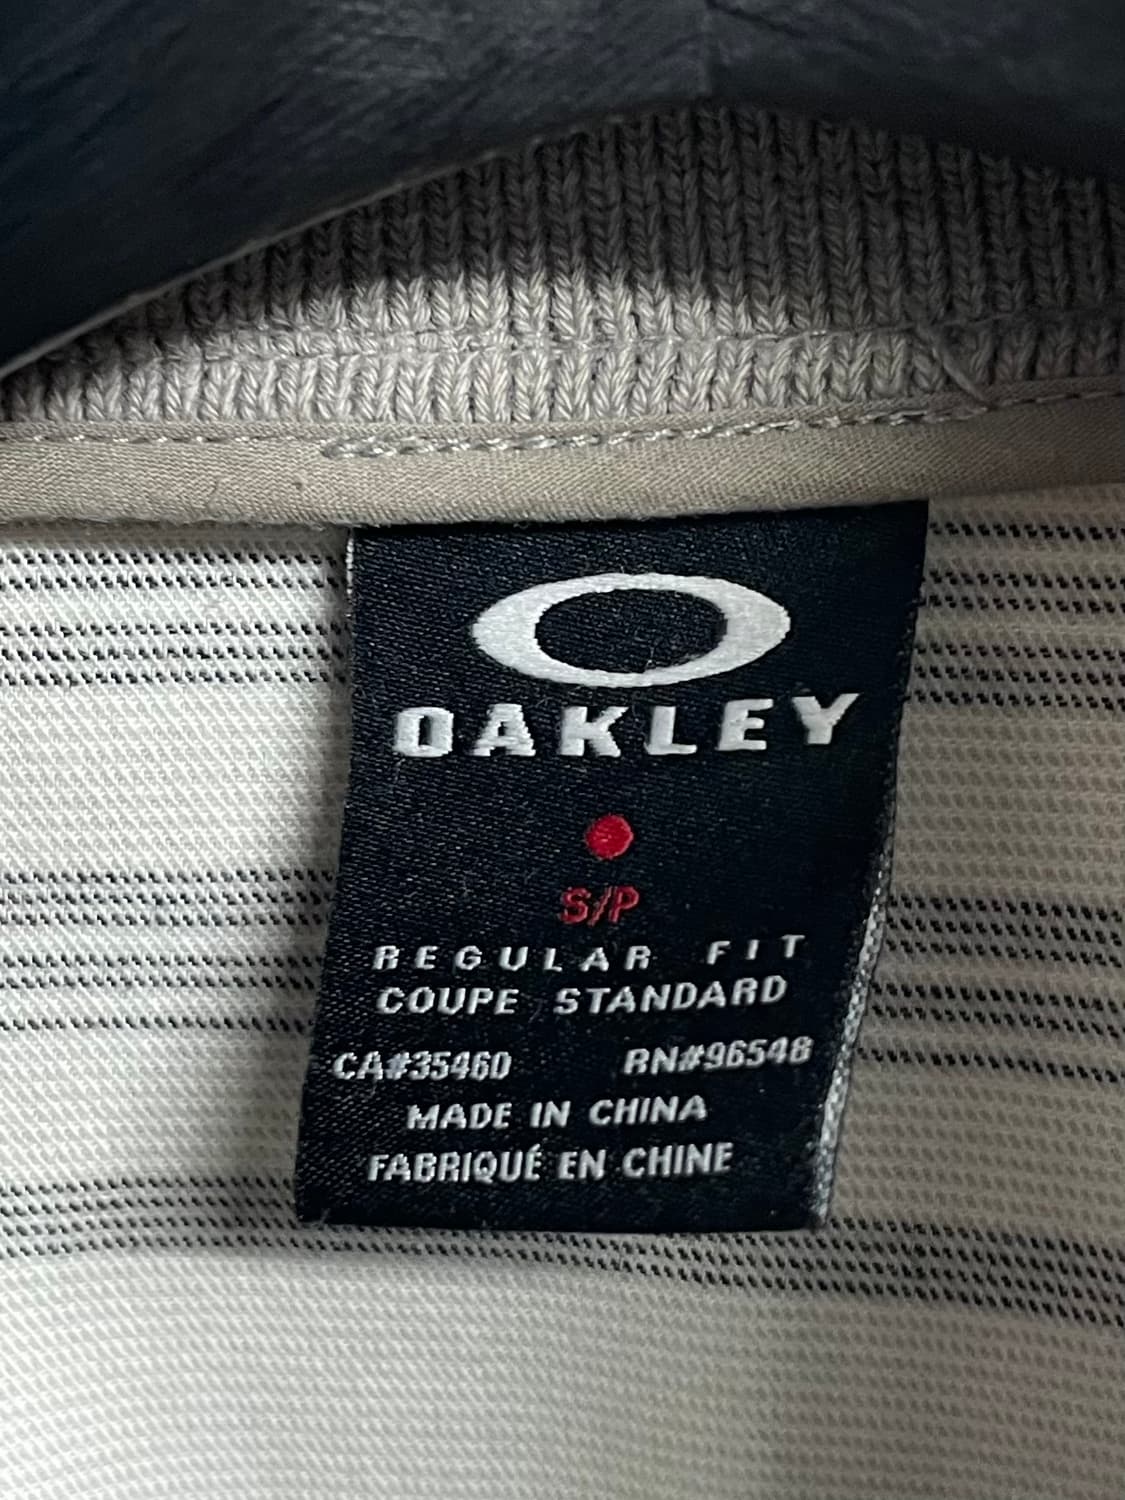 OAKLEY
S/P
REGULAR FIT
COUPE STANDARD
CA#35460 RN#96548
MADE IN CHINA
FABRIQUÉ EN CHINE